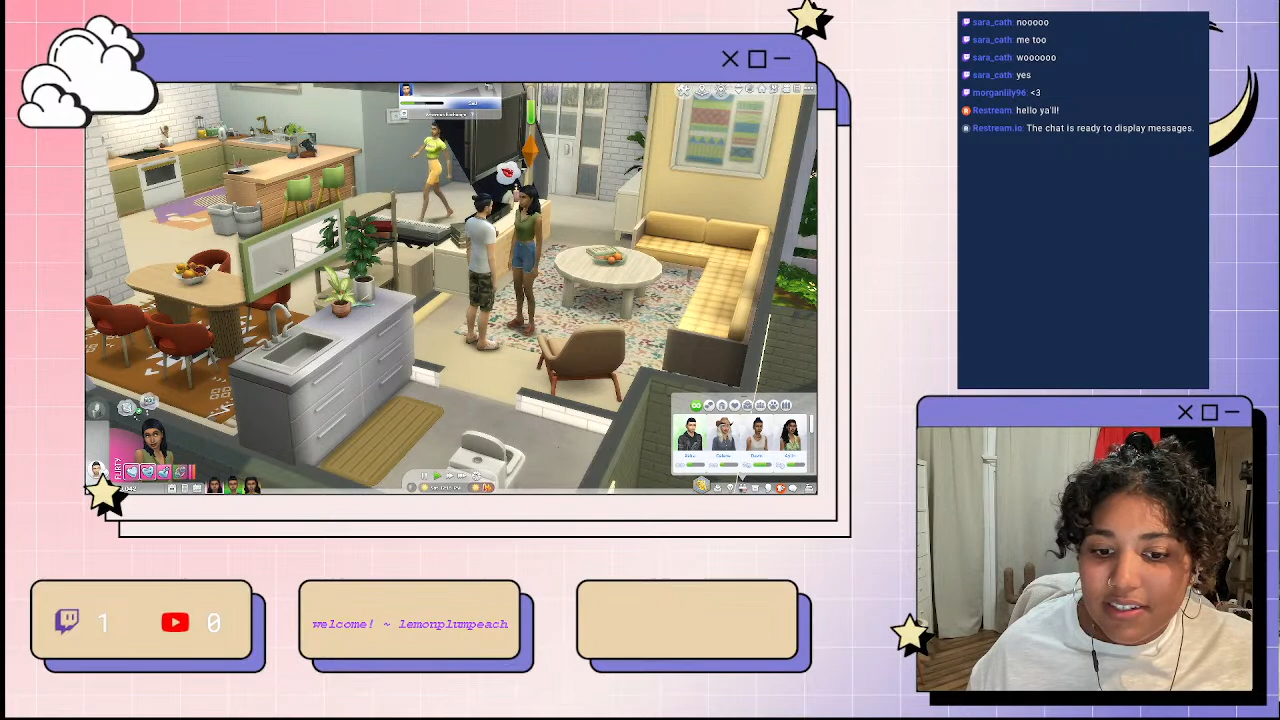 sara_cath: nooooo
sara_cath: me too
sara_cath: woooooo
sara_cath: yes
morganlily96: <3
Restream: hello ya'll!
Restream.io: The chat is ready to display messages.
FLIRTY
1
0
welcome! ~ lemonplumpeach